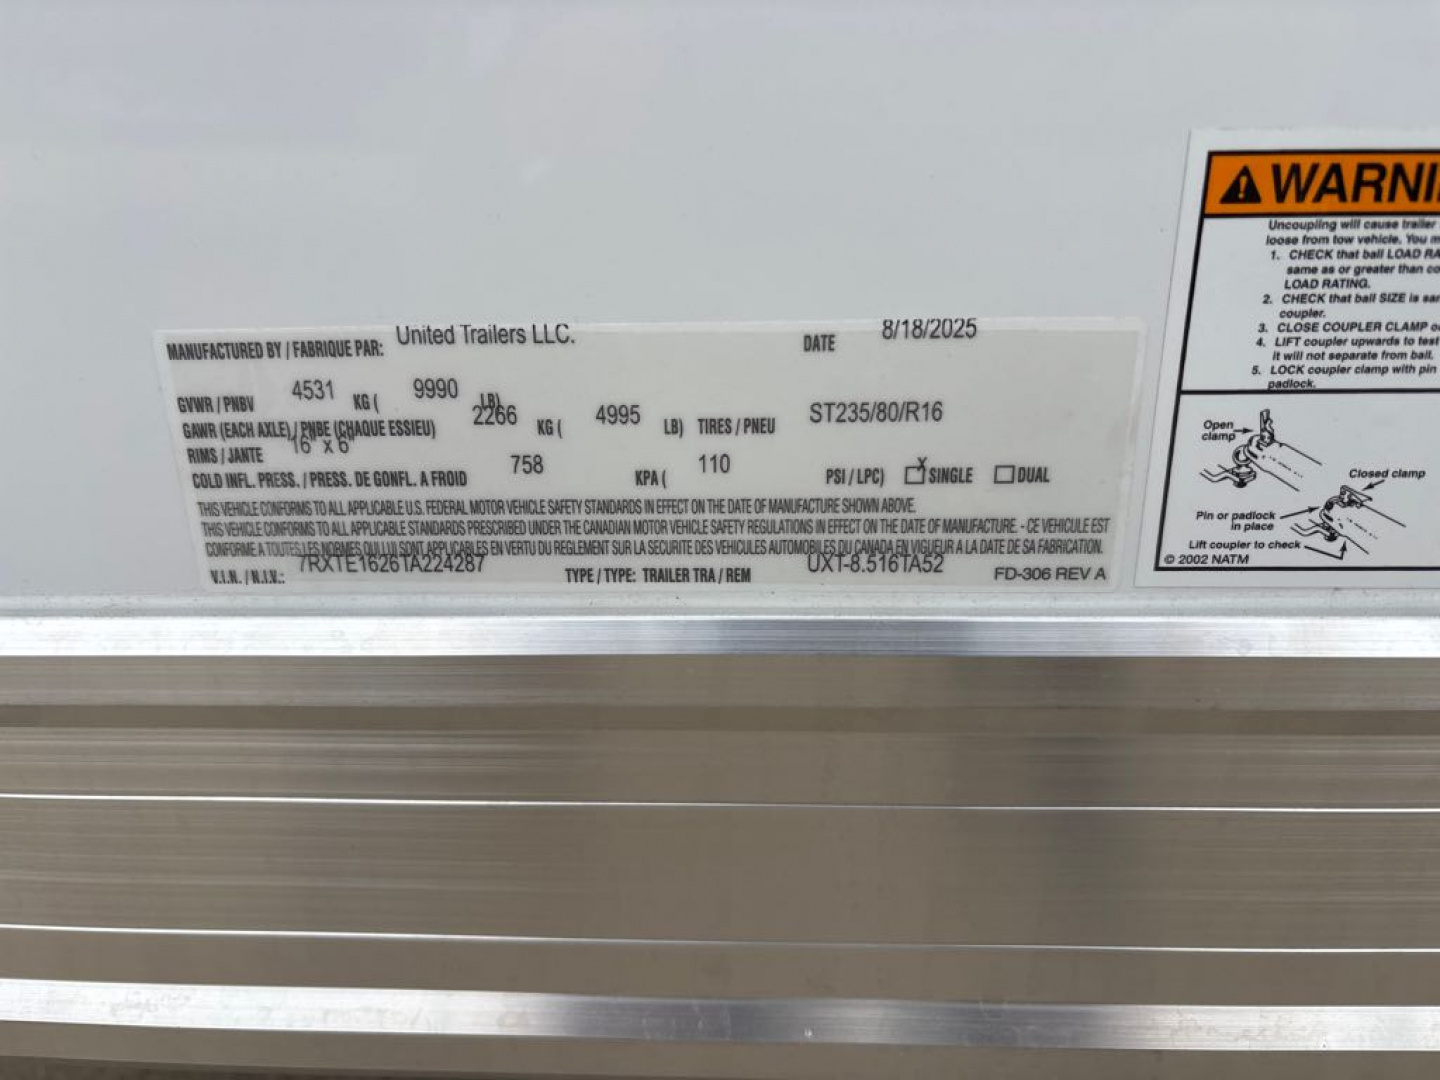 MANUFACTURED BY / FABRIQUE PAR: United Trailers LLC. DATE 8/18/2025
GVWR / PNBV 4531 KG ( 9990 LB)
GAWR (EACH AXLE) / PNBE (CHAQUE ESSIEU) 2266 KG ( 4995 LB) TIRES / PNEU ST235/80/R16
RIMS / JANTE 16" X 6"
COLD INFL. PRESS. / PRESS. DE GONFL. A FROID 758 KPA ( 110 PSI / LPC) X SINGLE DUAL
THIS VEHICLE CONFORMS TO ALL APPLICABLE U.S. FEDERAL MOTOR VEHICLE SAFETY STANDARDS IN EFFECT ON THE DATE OF MANUFACTURE SHOWN ABOVE.
THIS VEHICLE CONFORMS TO ALL APPLICABLE STANDARDS PRESCRIBED UNDER THE CANADIAN MOTOR VEHICLE SAFETY REGULATIONS IN EFFECT ON THE DATE OF MANUFACTURE. - CE VEHICULE EST
CONFORME A TOUTES LES NORMES QUI LUI SONT APPLICABLES EN VERTU DU REGLEMENT SUR LA SECURITE DES VEHICULES AUTOMOBILES DU CANADA EN VIGUEUR A LA DATE DE SA FABRICATION.
V.I.N. / N.I.V.: 7RXTE1626TA224287 TYPE / TYPE: TRAILER TRA / REM UXT-8.516TA52 FD-306 REV A
WARNI
Uncoupling will cause trailer
loose from tow vehicle. You m
1. CHECK that ball LOAD RA
same as or greater than co
LOAD RATING.
2. CHECK that ball SIZE is sa
coupler.
3. CLOSE COUPLER CLAMP o
4. LIFT coupler upwards to test
it will not separate from ball.
5. LOCK coupler clamp with pin
padlock.
Open
clamp
Closed clamp
Pin or padlock
in place
Lift coupler to check
© 2002 NATM